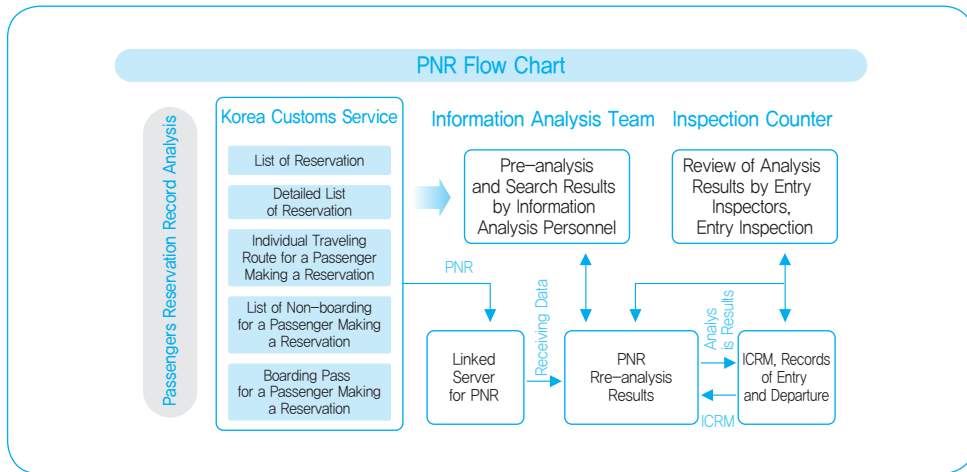 PNR Flow Chart
Passengers Reservation Record Analysis
Korea Customs Service
List of Reservation
Detailed List
of Reservation
Individual Traveling
Route for a Passenger
Making a Reservation
List of Non-boarding
for a Passenger Making
a Reservation
Boarding Pass
for a Passenger Making
a Reservation
Information Analysis Team
Pre-analysis
and Search Results
by Information
Analysis Personnel
Inspection Counter
Review of Analysis
Results by Entry
Inspectors,
Entry Inspection
PNR
Linked
Server
for PNR
Receiving Data
PNR
Rre-analysis
Results
Analys
is Results
ICRM
ICRM, Records
of Entry
and Departure